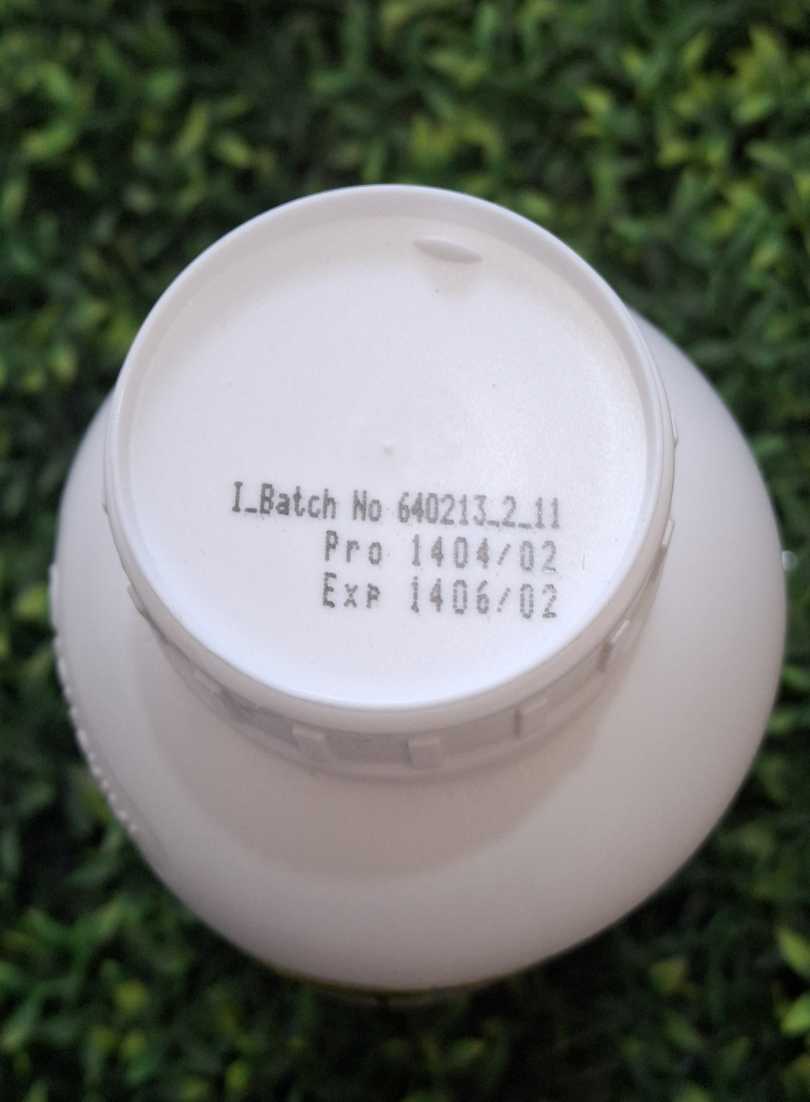 I_Batch No 640213_2_11
Pro 1404/02
Exp 1406/02